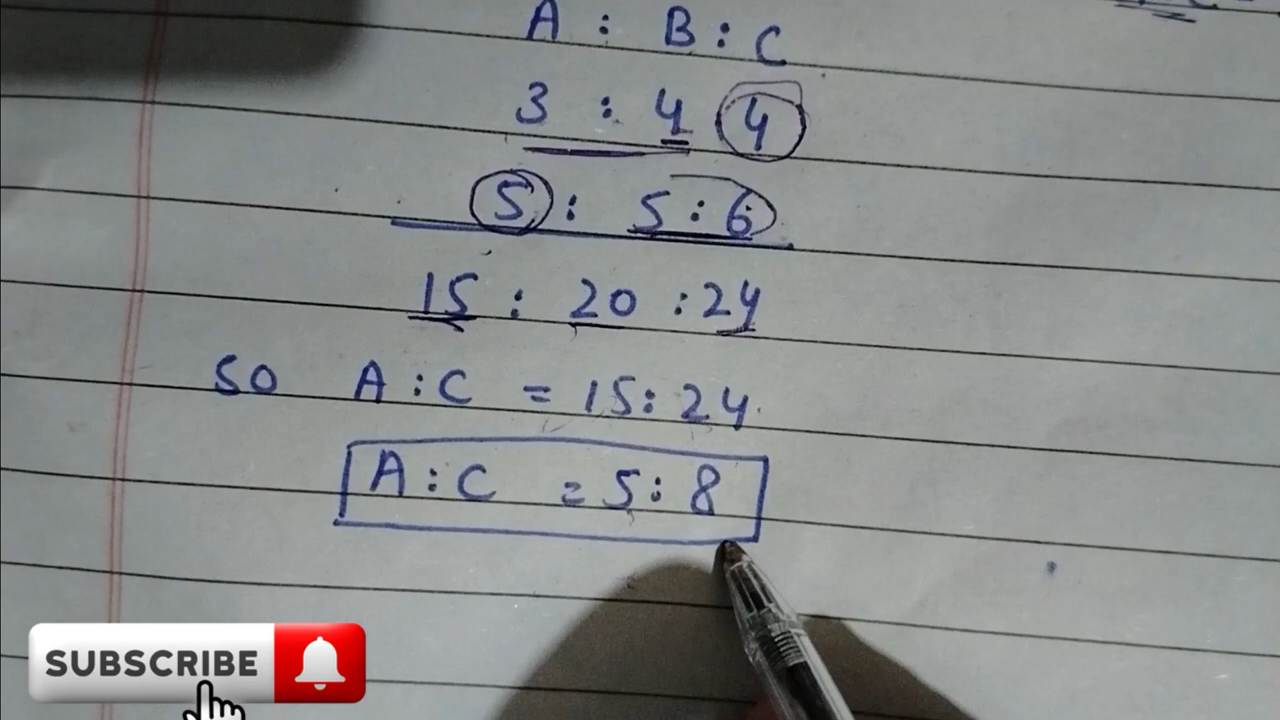 A : B : C
3 : 4 4
5 : 5 : 6
15 : 20 : 24
SO A : C = 15 : 24
A : C = 5 : 8
SUBSCRIBE